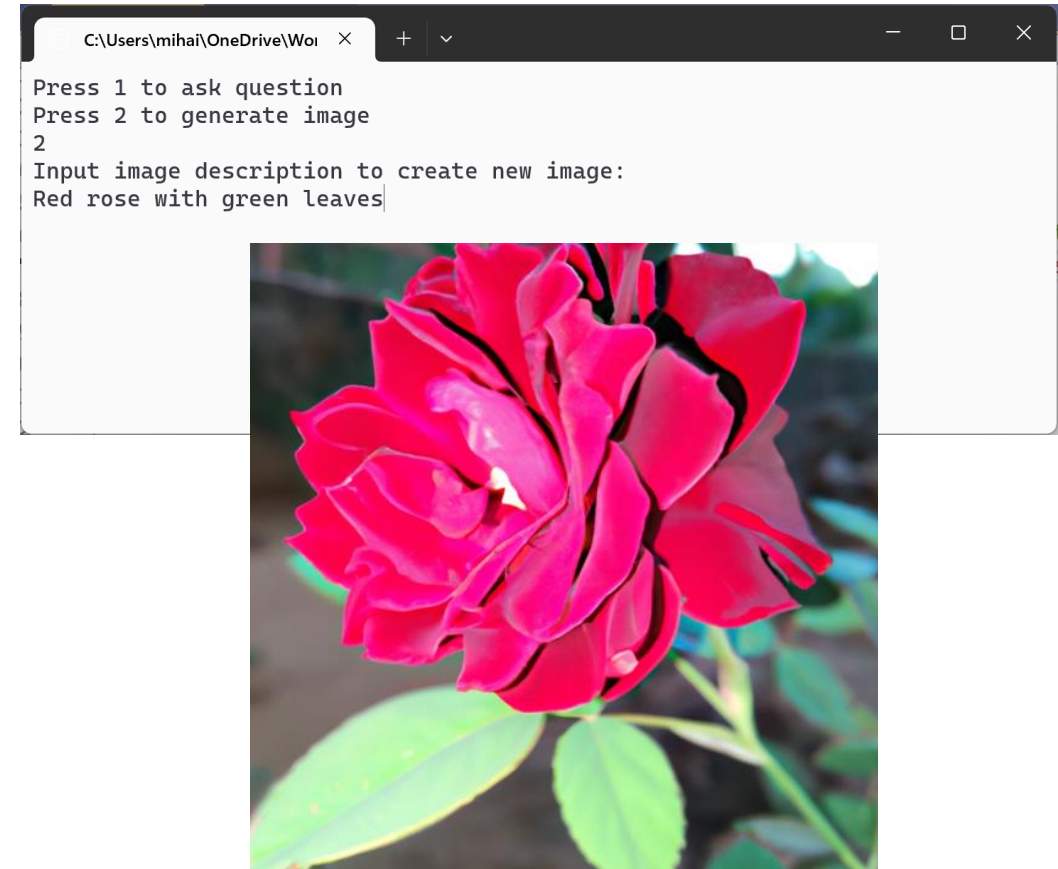 C:\Users\mihai\OneDrive\Wor
Press 1 to ask question
Press 2 to generate image
2
Input image description to create new image:
Red rose with green leaves